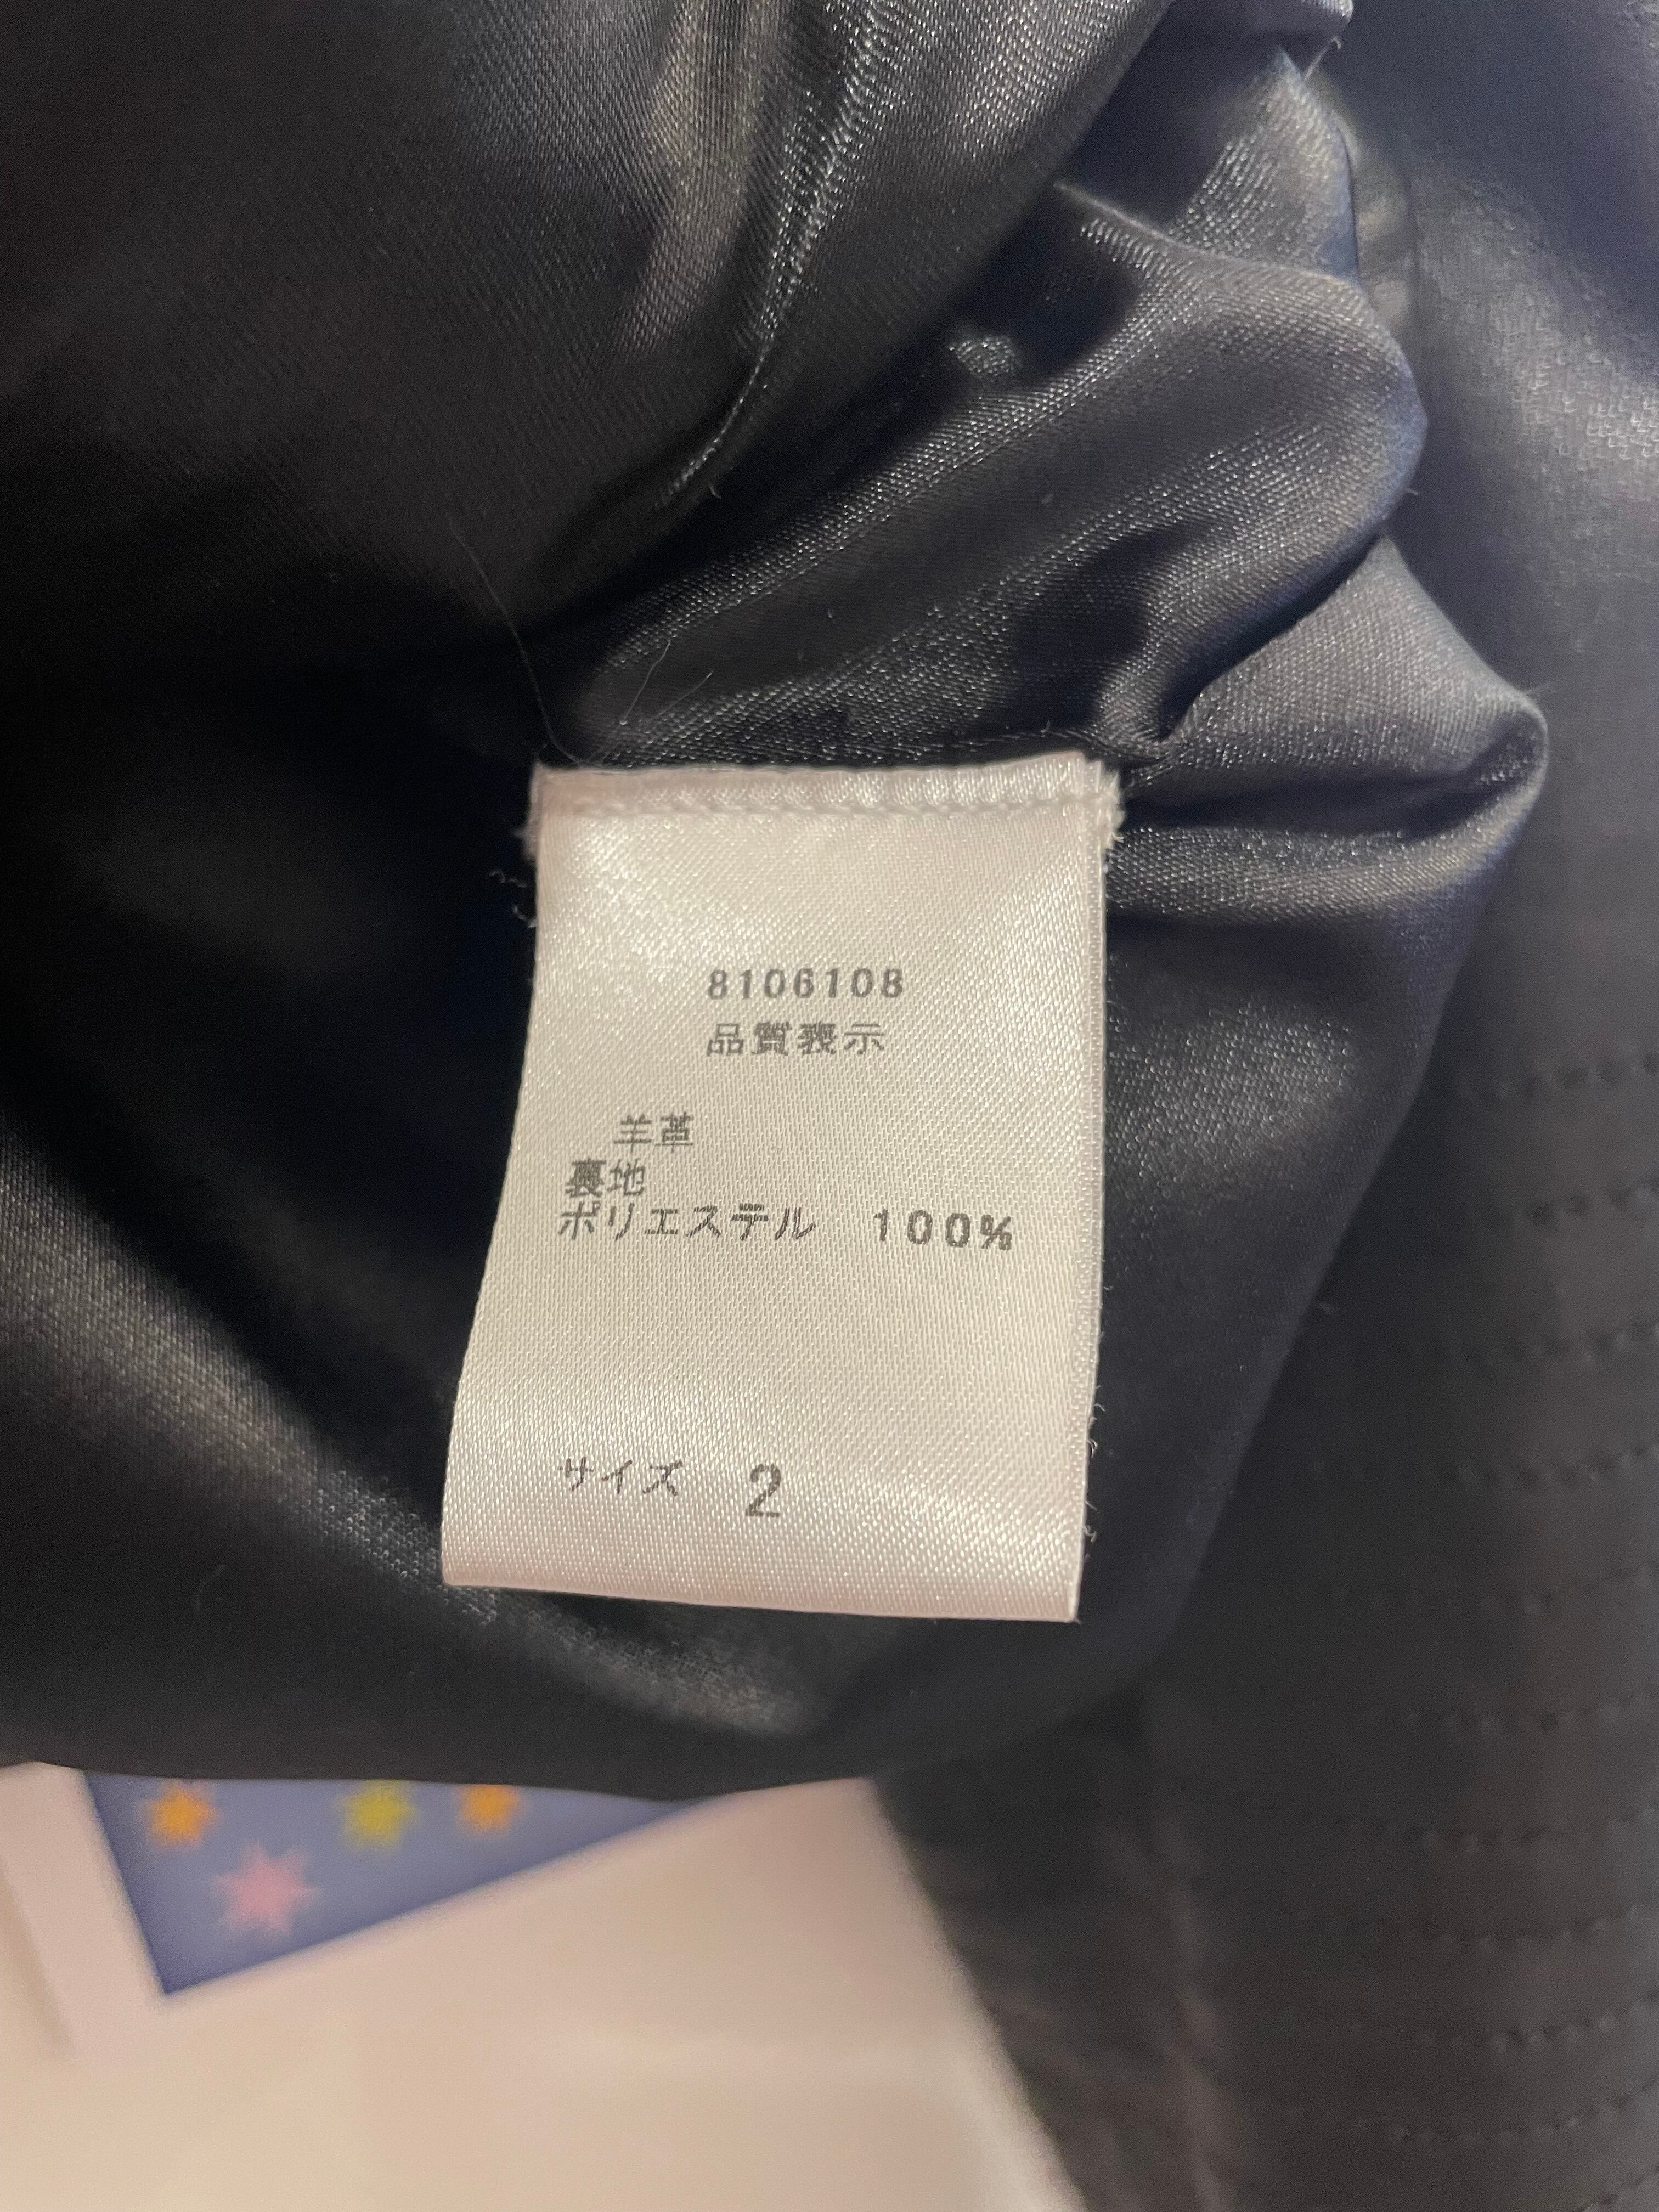 8106108
品質表示
羊革
裏地
ポリエステル 100%
サイズ 2